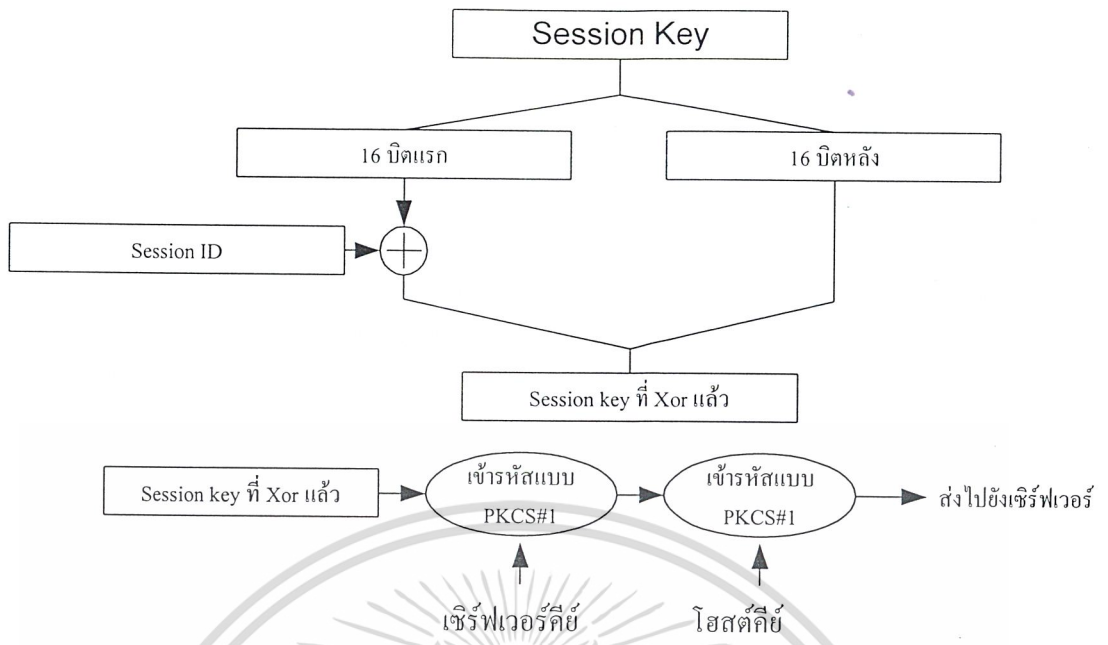 Session Key
16 บิตแรก
16 บิตหลัง
Session ID
Session key ที่ Xor แล้ว
Session key ที่ Xor แล้ว
เข้ารหัสแบบ
PKCS#1
เข้ารหัสแบบ
PKCS#1
ส่งไปยังเซิร์ฟเวอร์
เซิร์ฟเวอร์คีย์
โฮสต์คีย์